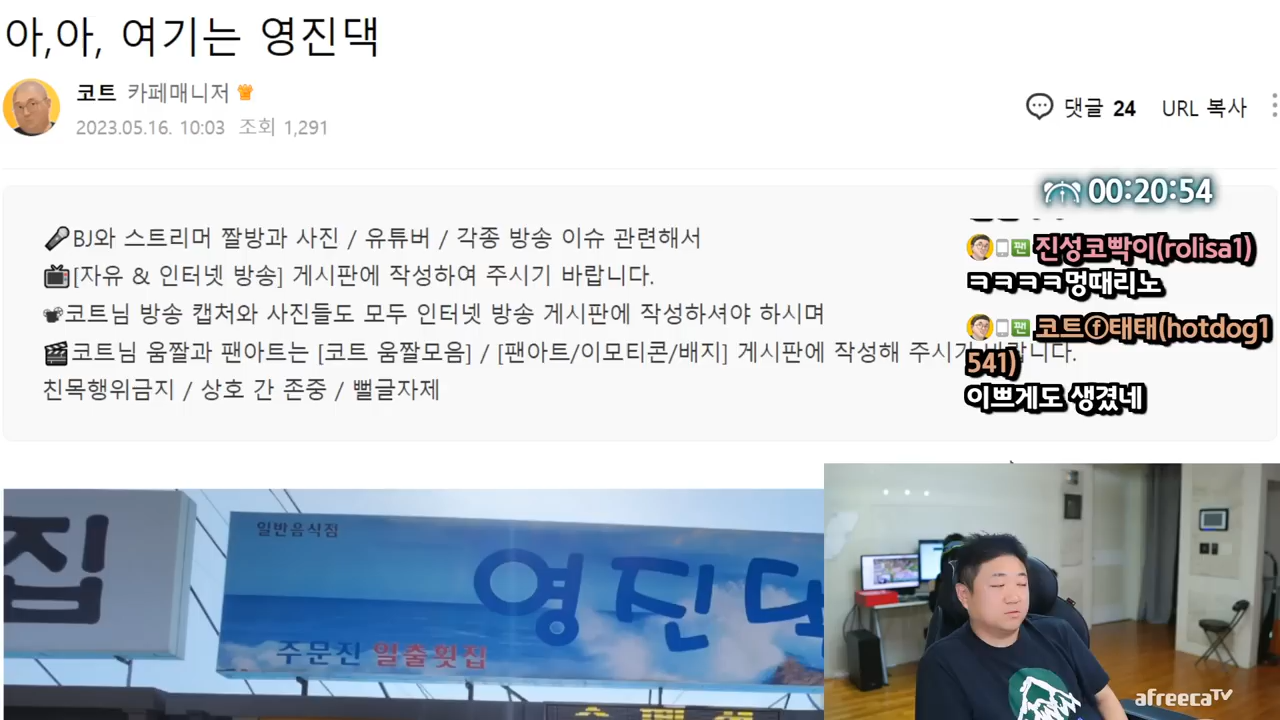 아,아, 여기는 영진댁
코트 카페매니저
2023.05.16. 10:03 조회 1,291
댓글 24 URL 복사
00:20:54
🎤BJ와 스트리머 짤방과 사진 / 유튜버 / 각종 방송 이슈 관련해서
📺[자유 & 인터넷 방송] 게시판에 작성하여 주시기 바랍니다.
📽코트님 방송 캡처와 사진들도 모두 인터넷 방송 게시판에 작성하셔야 하시며
🎬코트님 움짤과 팬아트는 [코트 움짤모음] / [팬아트/이모티콘/배지] 게시판에 작성해 주시기 바랍니다.
친목행위금지 / 상호 간 존중 / 뻘글자제
팬 진성코빡이(rolisa1)
ㅋㅋㅋㅋ멍때리노
팬 코트ⓕ태태(hotdog1
541)
이쁘게도 생겼네
집
일반음식점
영진댁
주문진 일출횟집
afreecaTV